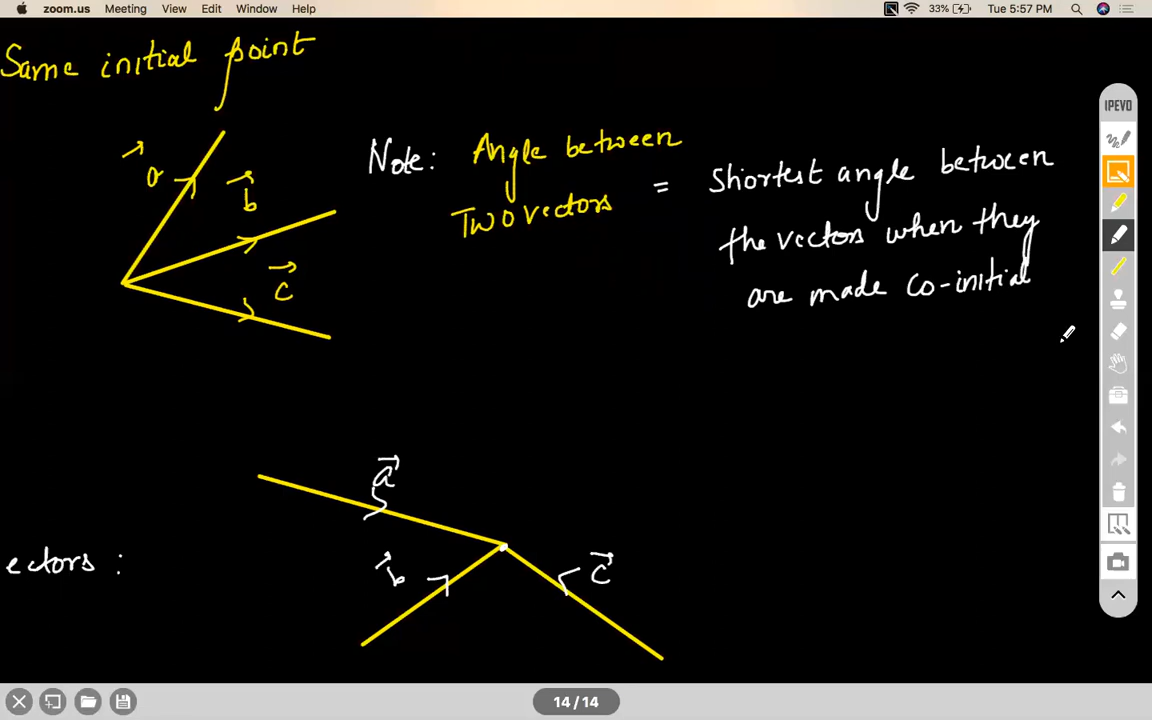 zoom.us Meeting View Edit Window Help 33% Tue 5:57 PM
Same initial point
IPEVO
a
b
c
Note: Angle between
Two vectors
= shortest angle between
the vectors when they
are made co-initial
a
ectors :
b
c
14 / 14